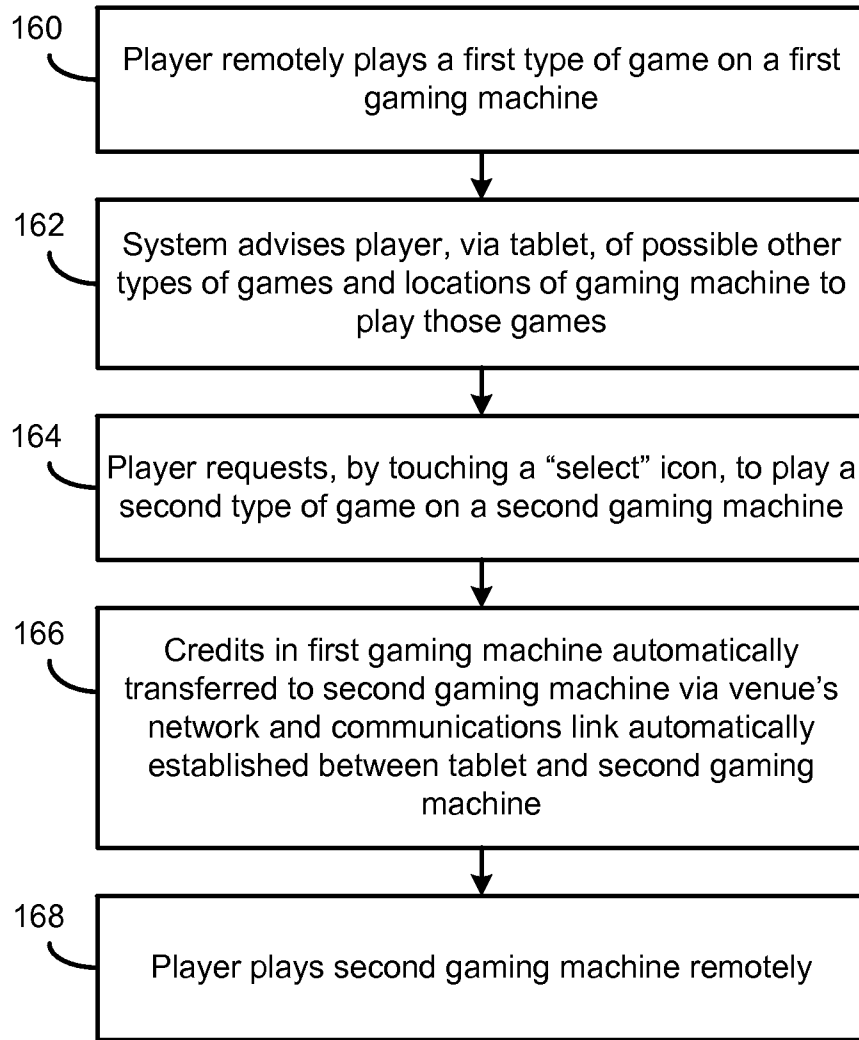 160
Player remotely plays a first type of game on a first
gaming machine
162
System advises player, via tablet, of possible other
types of games and locations of gaming machine to
play those games
164
Player requests, by touching a “select” icon, to play a
second type of game on a second gaming machine
166
Credits in first gaming machine automatically
transferred to second gaming machine via venue’s
network and communications link automatically
established between tablet and second gaming
machine
168
Player plays second gaming machine remotely